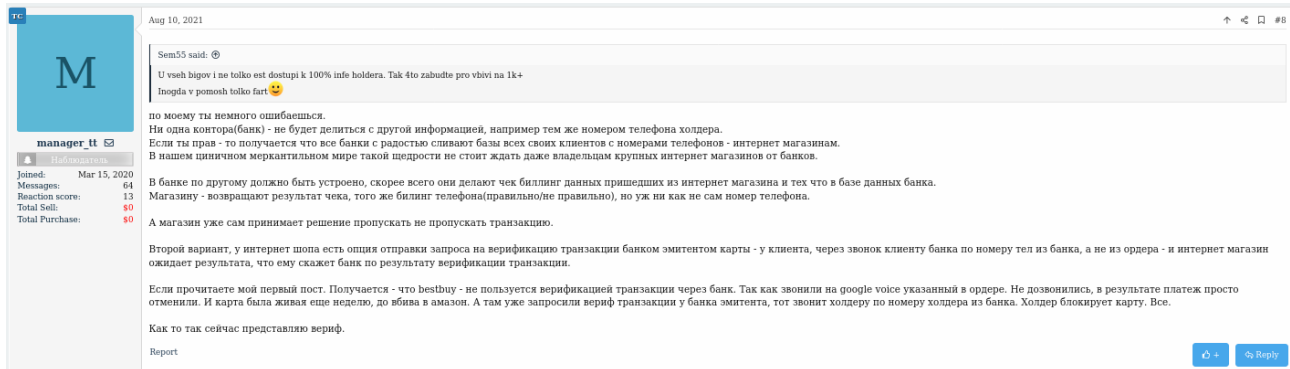 TC
Aug 10, 2021
#8
M
Sem55 said:
U vseh bigov i ne tolko est dostupi k 100% infe holdera. Tak 4to zabudte pro vbivi na 1k+
Inogda v pomosh tolko fart
manager_tt
Наблюдатель
Joined: Mar 15, 2020
Messages: 64
Reaction score: 13
Total Sell: $0
Total Purchase: $0
по моему ты немного ошибаешься.
Ни одна контора(банк) - не будет делиться с другой информацией, например тем же номером телефона холдера.
Если ты прав - то получается что все банки с радостью сливают базы всех своих клиентов с номерами телефонов - интернет магазинам.
В нашем циничном меркантильном мире такой щедрости не стоит ждать даже владельцам крупных интернет магазинов от банков.
В банке по другому должно быть устроено, скорее всего они делают чек биллинг данных пришедших из интернет магазина и тех что в базе данных банка.
Магазину - возвращают результат чека, того же билинг телефона(правильно/не правильно), но уж ни как не сам номер телефона.
А магазин уже сам принимает решение пропускать не пропускать транзакцию.
Второй вариант, у интернет шопа есть опция отправки запроса на верификацию транзакции банком эмитентом карты - у клиента, через звонок клиенту банка по номеру тел из банка, а не из ордера - и интернет магазин
ожидает результата, что ему скажет банк по результату верификации транзакции.
Если прочитаете мой первый пост. Получается - что bestbuy - не пользуется верификацией транзакции через банк. Так как звонили на google voice указанный в ордере. Не дозвонились, в результате платеж просто
отменили. И карта была живая еще неделю, до вбива в амазон. А там уже запросили вериф транзакции у банка эмитента, тот звонит холдеру по номеру холдера из банка. Холдер блокирует карту. Все.
Как то так сейчас представляю вериф.
Report
+
Reply